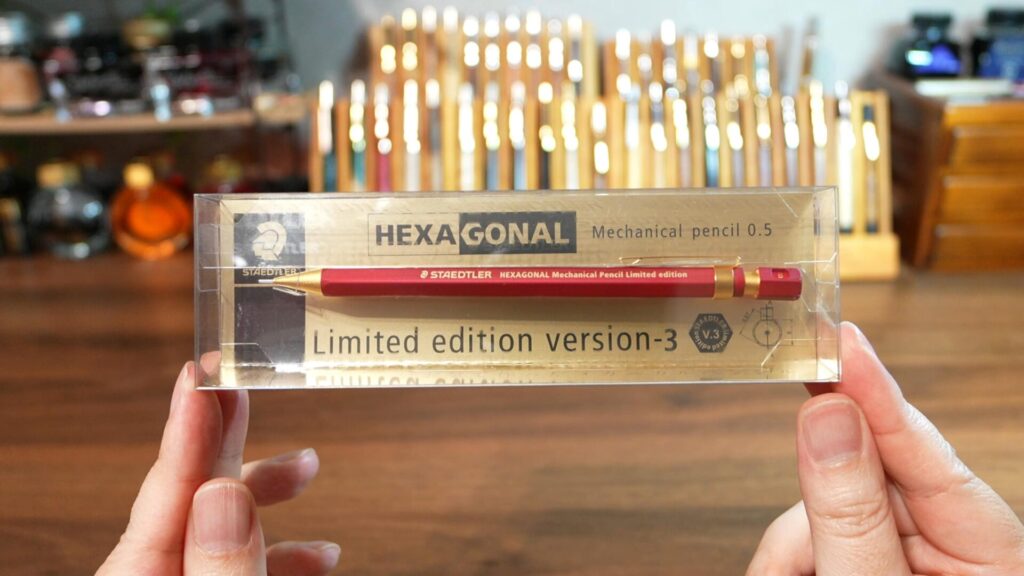 HEXAGONAL Mechanical pencil 0.5
STAEDTLER
STAEDTLER HEXAGONAL Mechanical Pencil Limited edition
Limited edition version-3
V.3